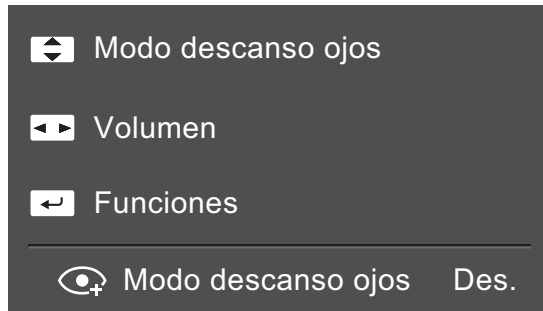 Modo descanso ojos
Volumen
Funciones
Modo descanso ojos Des.